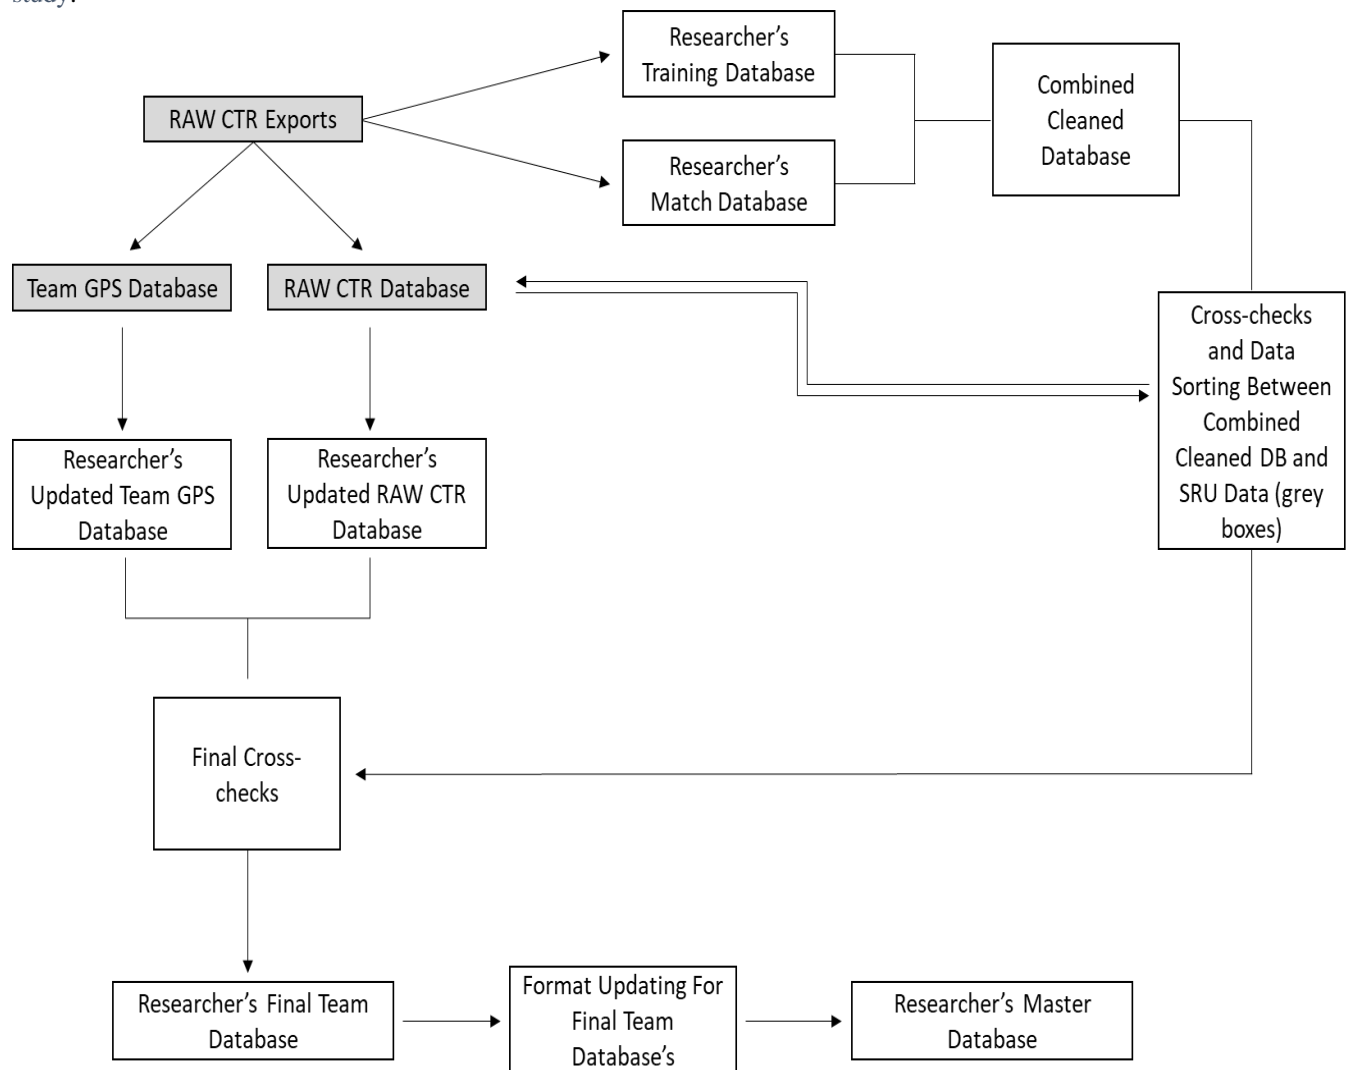 study.
Researcher’s
Training Database
RAW CTR Exports
Researcher’s
Match Database
Combined
Cleaned
Database
Team GPS Database
RAW CTR Database
Cross-checks
and Data
Sorting Between
Combined
Cleaned DB and
SRU Data (grey
boxes)
Researcher’s
Updated Team GPS
Database
Researcher’s
Updated RAW CTR
Database
Final Cross-
checks
Researcher’s Final Team
Database
Format Updating For
Final Team
Database’s
Researcher’s Master
Database